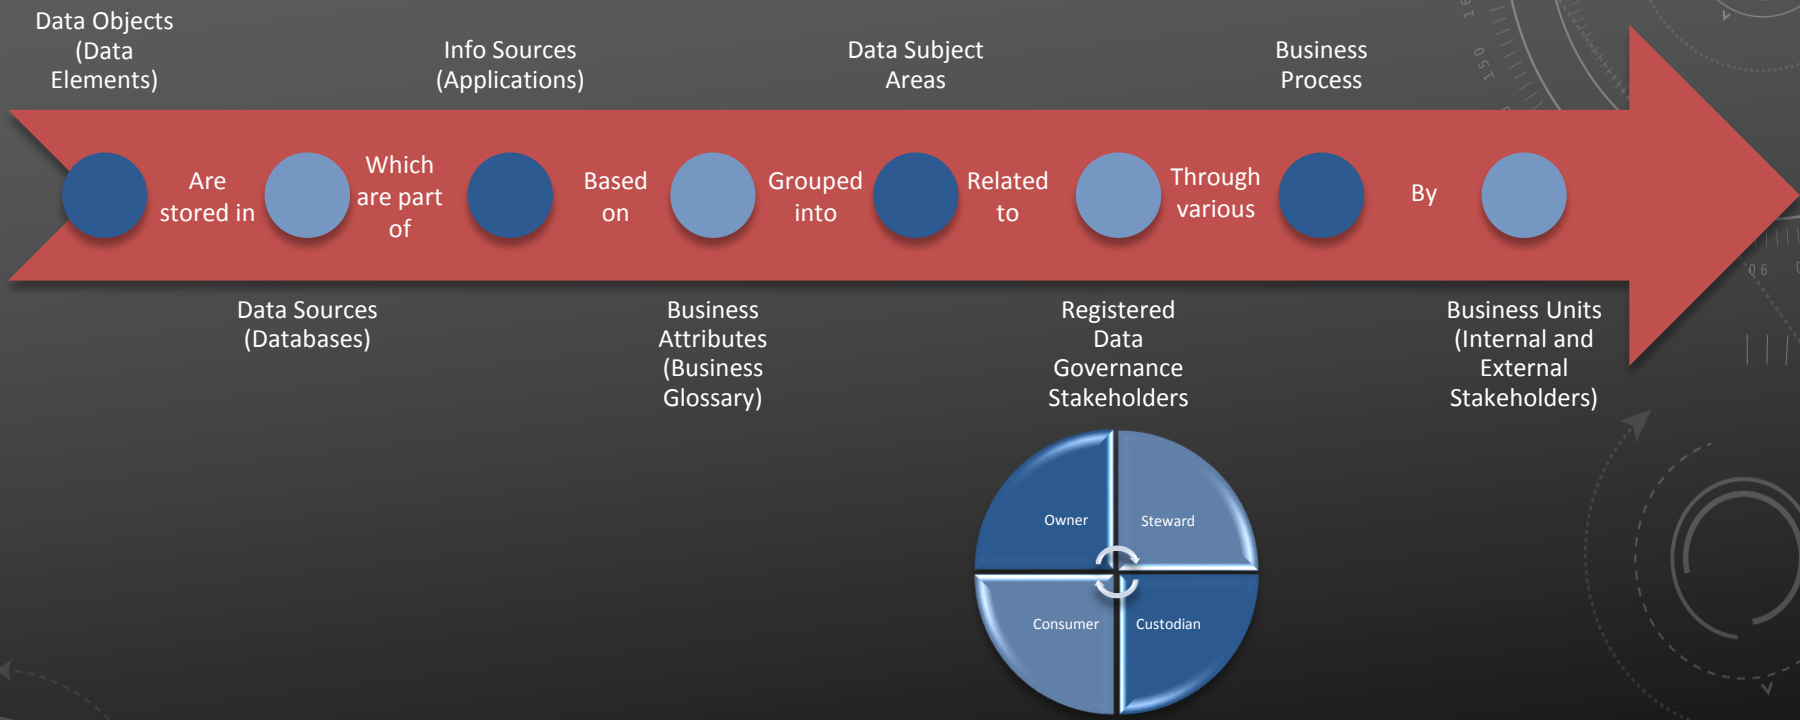 Data Objects
(Data
Elements)
Info Sources
(Applications)
Data Subject
Areas
Business
Process
Are
stored in
Which
are part
of
Based
on
Grouped
into
Related
to
Through
various
By
Data Sources
(Databases)
Business
Attributes
(Business
Glossary)
Registered
Data
Governance
Stakeholders
Business Units
(Internal and
External
Stakeholders)
Owner
Steward
Consumer
Custodian
150